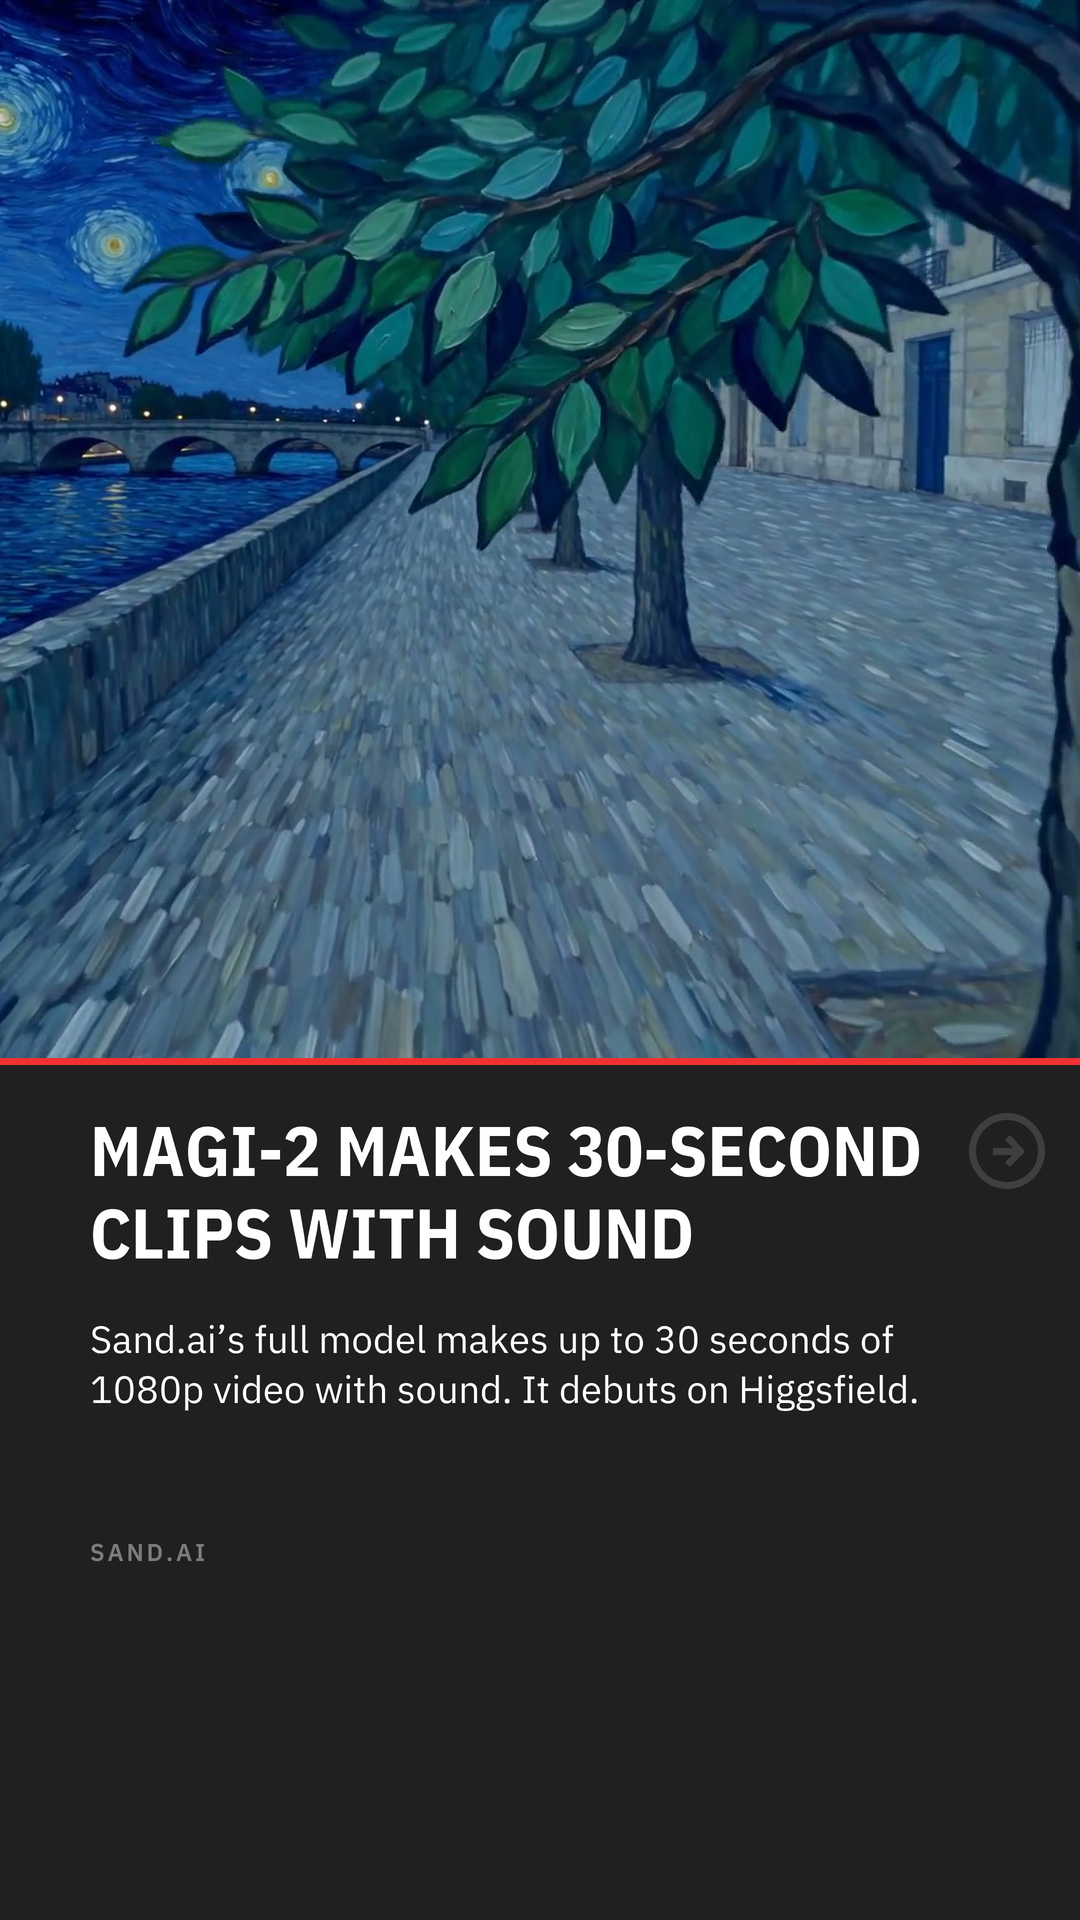 MAGI-2 MAKES 30-SECOND
CLIPS WITH SOUND
Sand.ai’s full model makes up to 30 seconds of
1080p video with sound. It debuts on Higgsfield.
SAND.AI